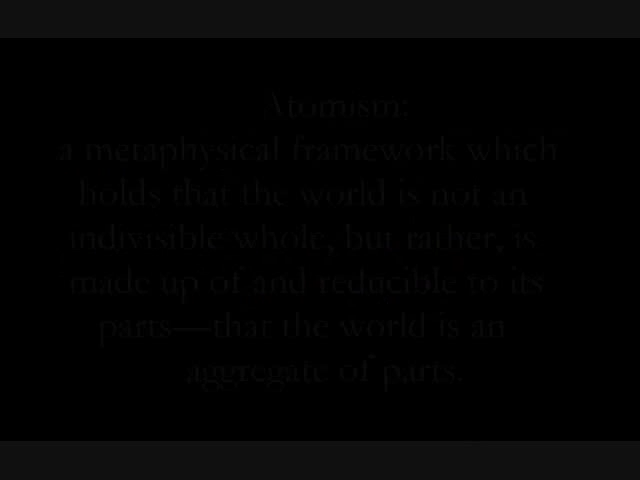 Atomism:
a metaphysical framework which
holds that the world is not an
indivisible whole, but rather, is
made up of and reducible to its
parts—that the world is an
aggregate of parts.